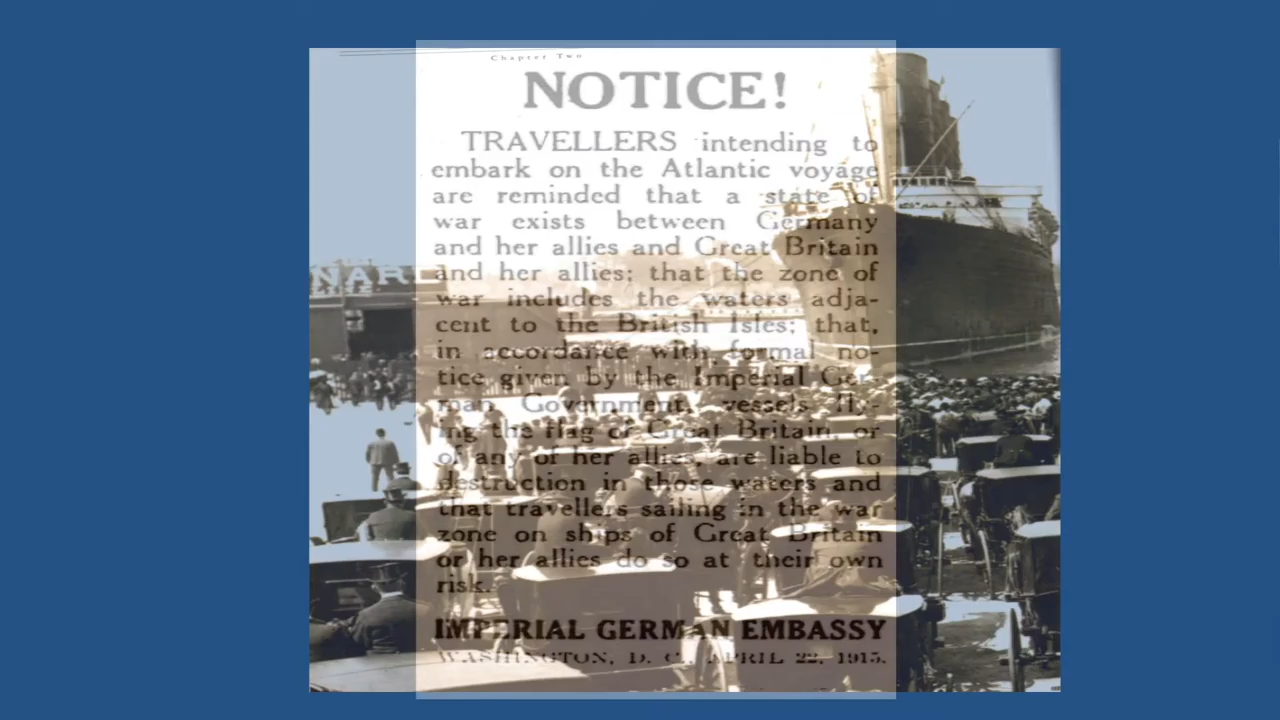 Chapter Two
NOTICE!
TRAVELLERS intending to
embark on the Atlantic voyage
are reminded that a state of
war exists between Germany
and her allies and Great Britain
and her allies; that the zone of
war includes the waters adja-
cent to the British Isles; that,
in accordance with formal no-
tice given by the Imperial Ger-
man Government, vessels fly-
ing the flag of Great Britain, or
of any of her allies, are liable to
destruction in those waters and
that travellers sailing in the war
zone on ships of Great Britain
or her allies do so at their own
risk.
IMPERIAL GERMAN EMBASSY
WASHINGTON, D. C., APRIL 22, 1915.
NARD